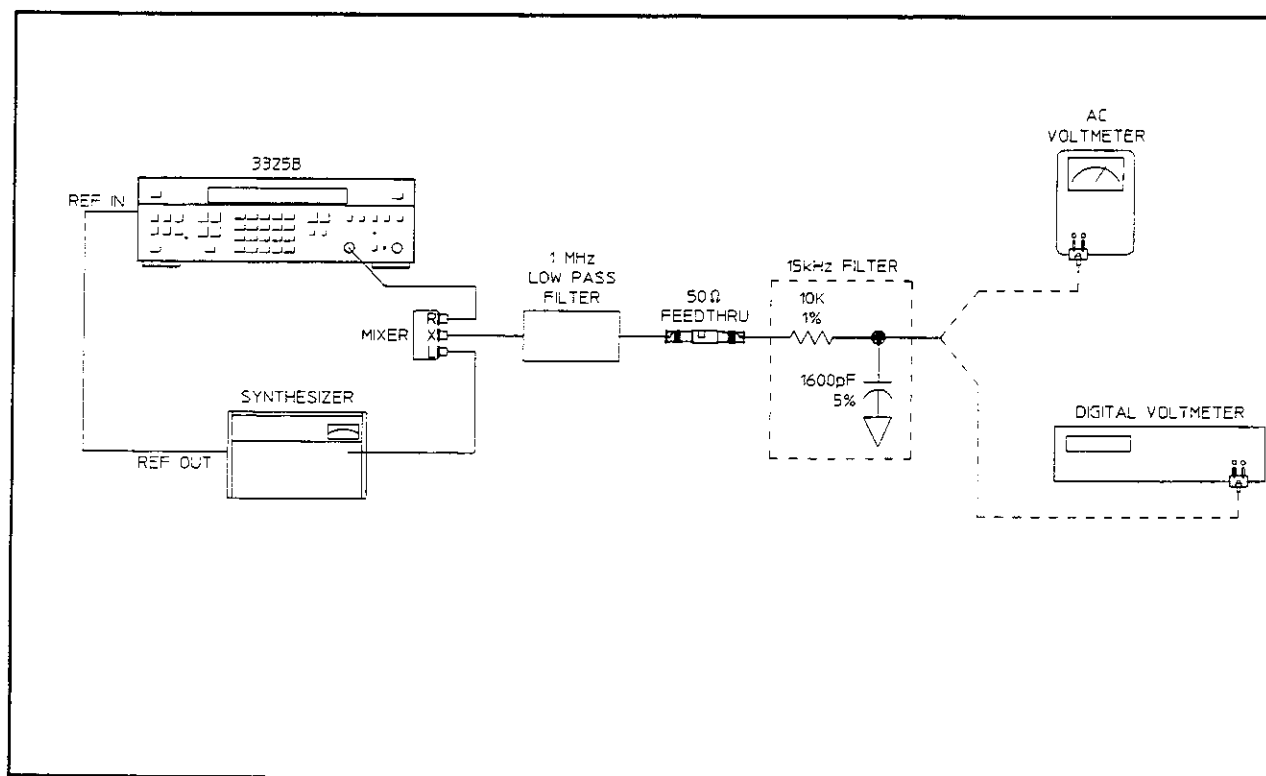 3325B
REF IN
AC
VOLTMETER
1 MHz
LOW PASS
FILTER
15kHz FILTER
50Ω
FEEDTHRU
10K
1%
R
MIXER
X
L
1600pF
5%
SYNTHESIZER
REF OUT
DIGITAL VOLTMETER